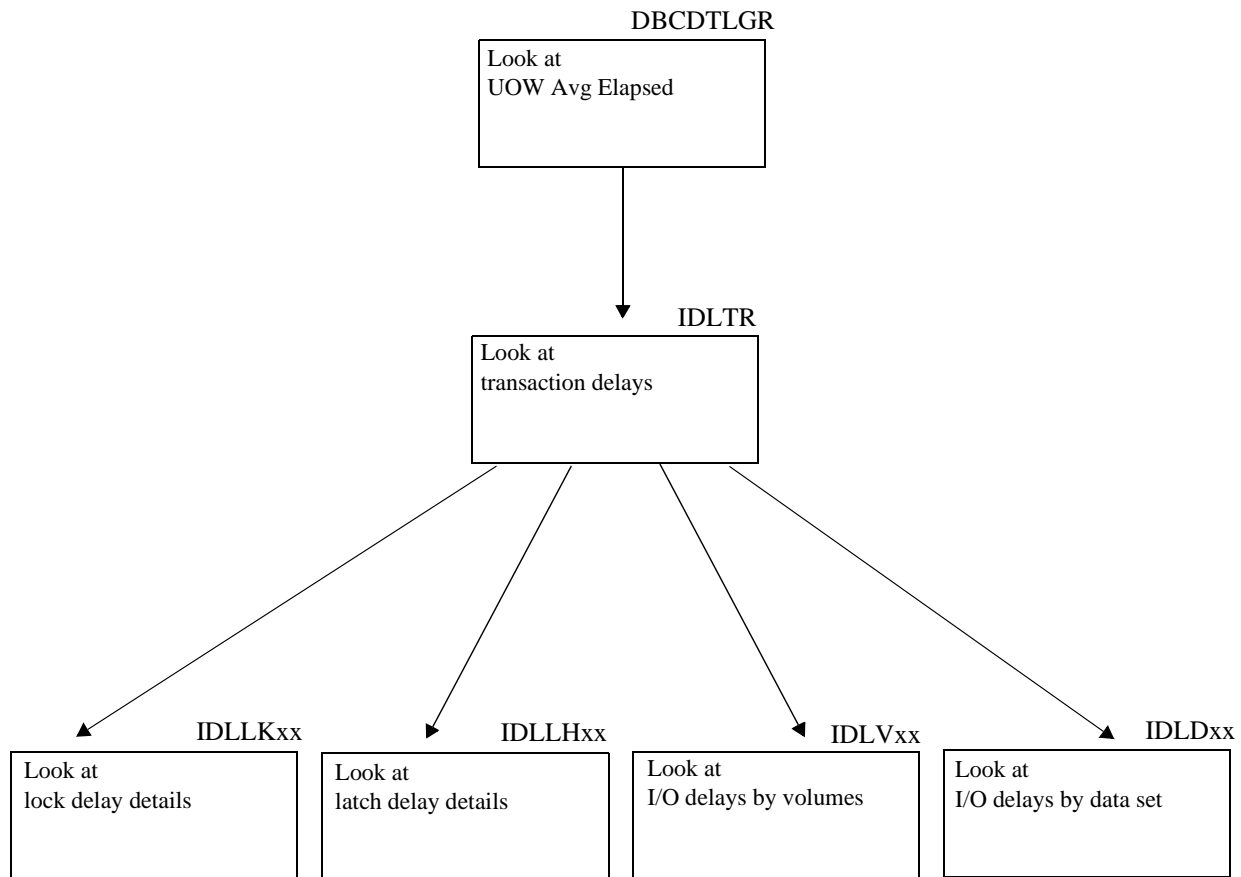 DBCDTLGR
Look at
UOW Avg Elapsed
IDLTR
Look at
transaction delays
IDLLKxx
Look at
lock delay details
IDLLHxx
Look at
latch delay details
IDLVxx
Look at
I/O delays by volumes
IDLDxx
Look at
I/O delays by data set